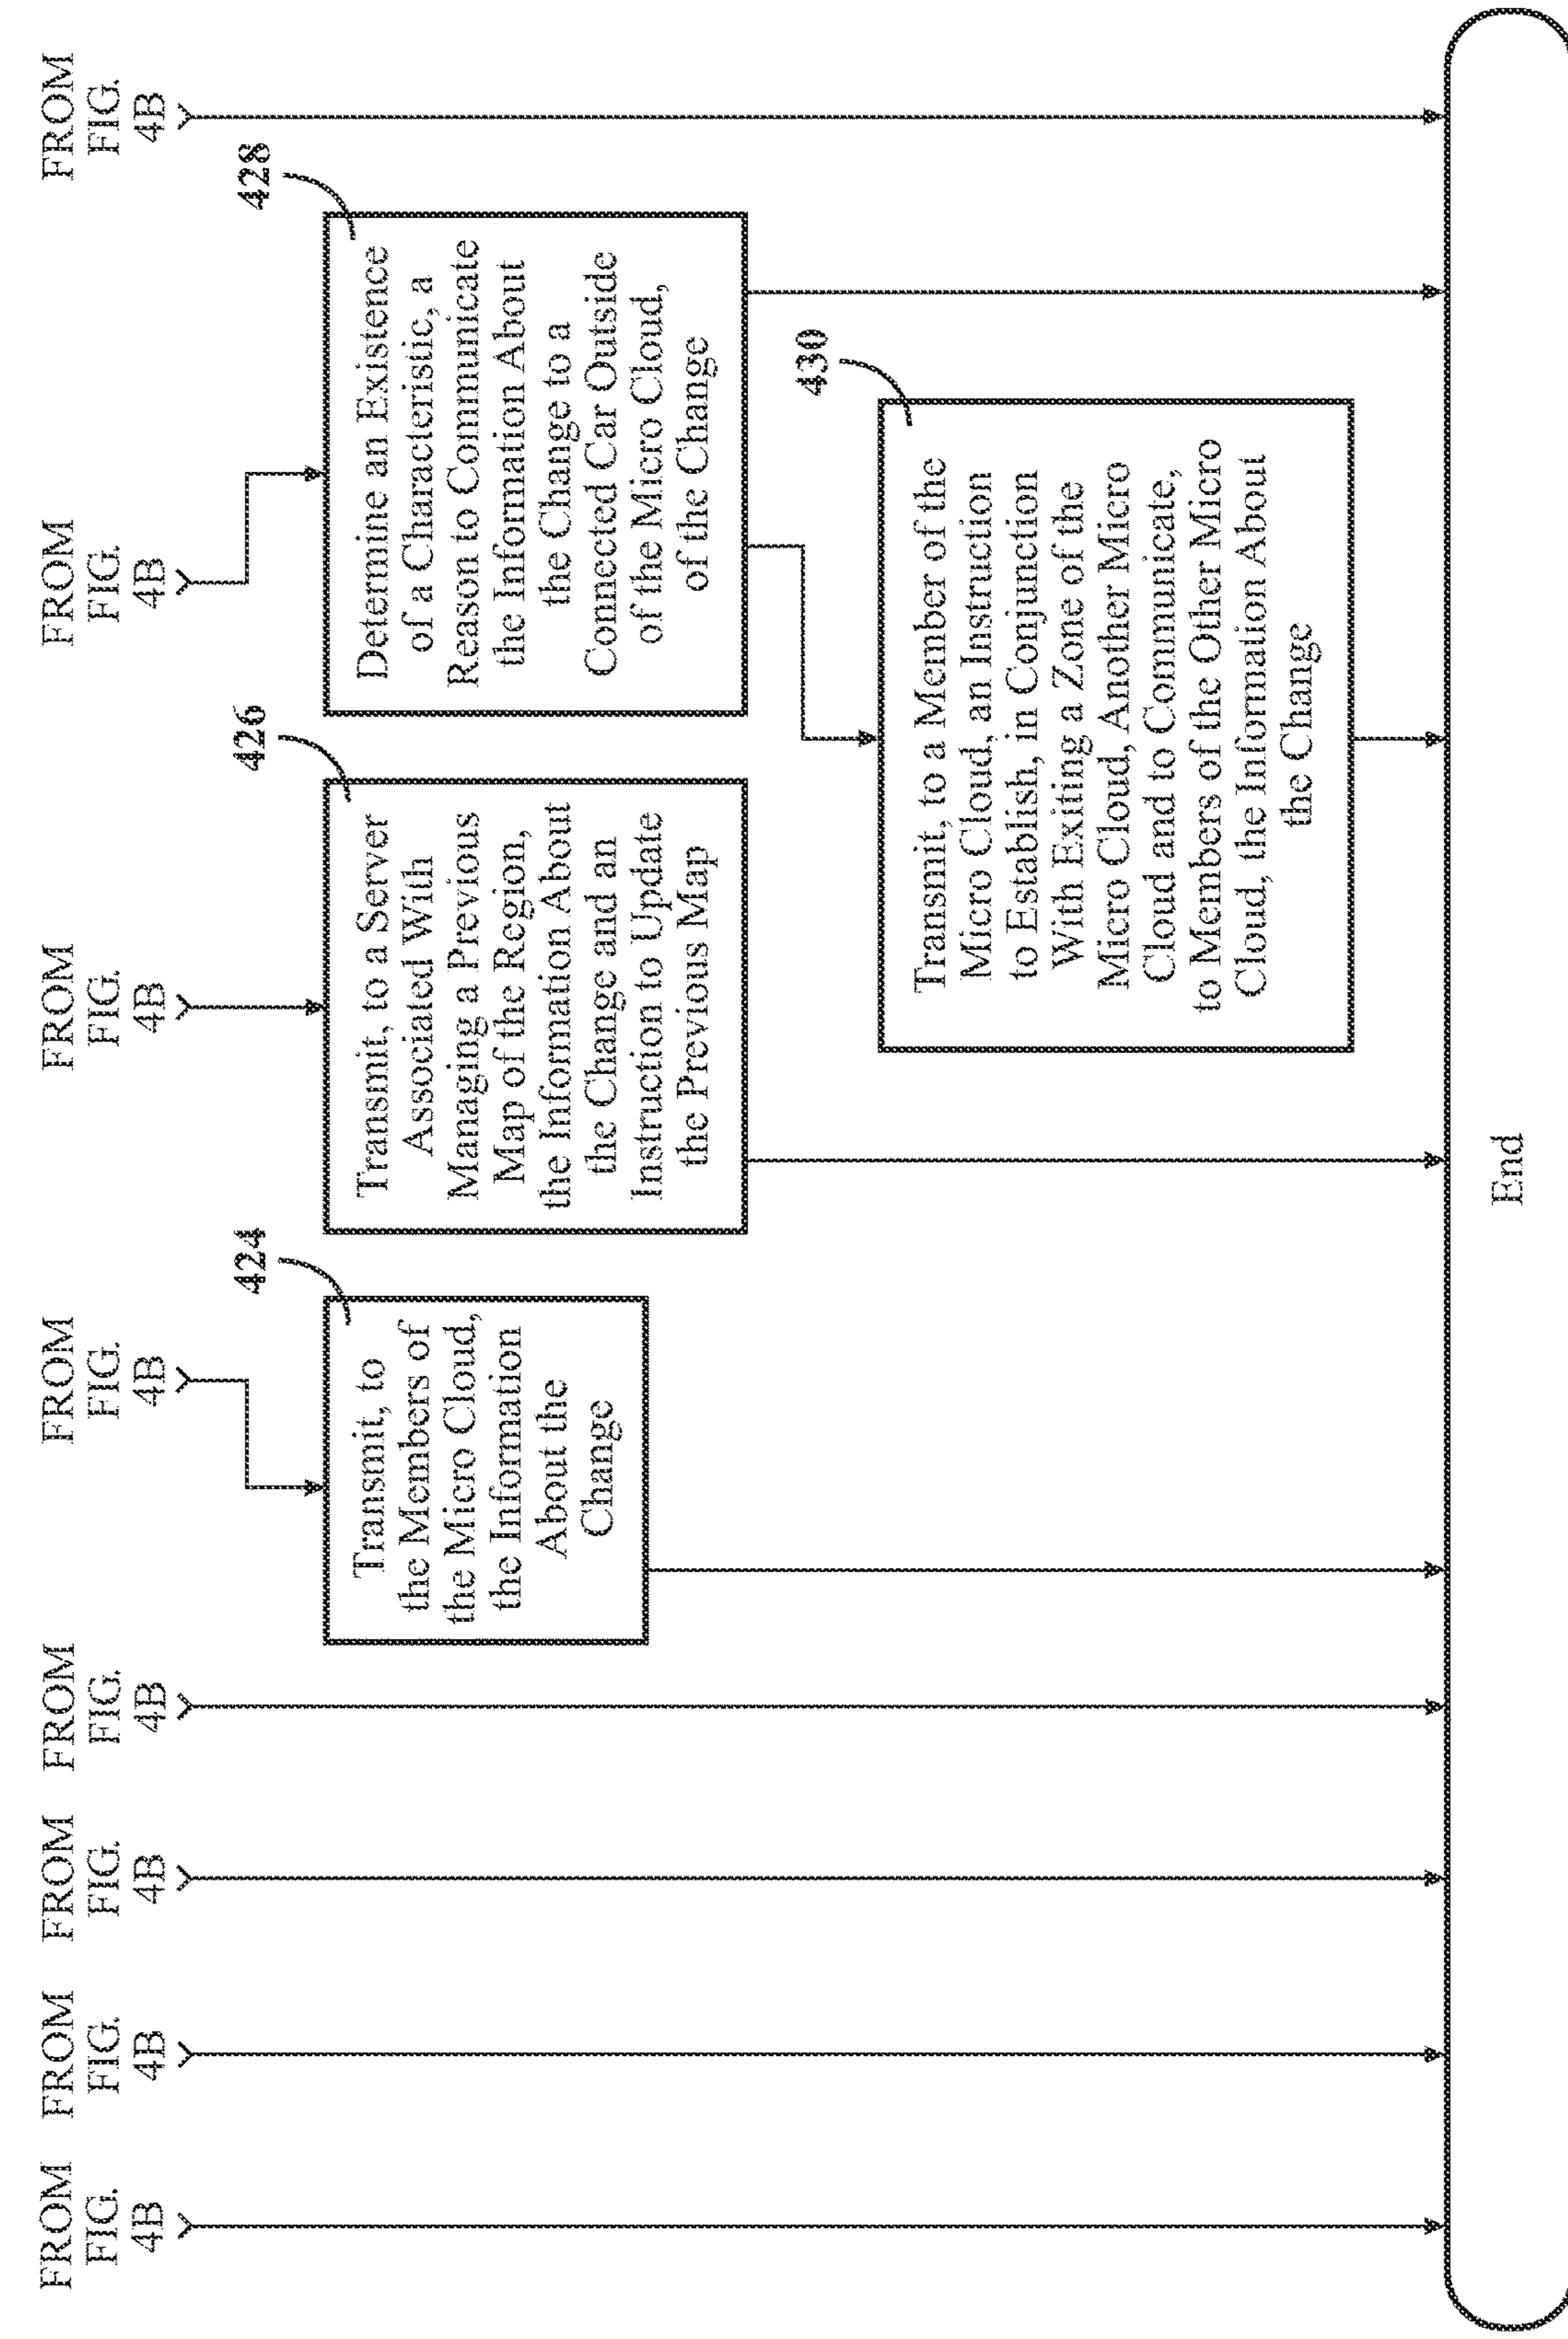 FROM
FIG.
4B
FROM
FIG.
4B
FROM
FIG.
4B
FROM
FIG.
4B
FROM
FIG.
4B
FROM
FIG.
4B
FROM
FIG.
4B
FROM
FIG.
4B
424
Transmit, to
the Members of
the Micro Cloud,
the Information
About the
Change
426
Transmit, to a Server
Associated With
Managing a Previous
Map of the Region,
the Information About
the Change and an
Instruction to Update
the Previous Map
428
Determine an Existence
of a Characteristic, a
Reason to Communicate
the Information About
the Change to a
Connected Car Outside
of the Micro Cloud,
of the Change
430
Transmit, to a Member of the
Micro Cloud, an Instruction
to Establish, in Conjunction
With Exiting a Zone of the
Micro Cloud, Another Micro
Cloud and to Communicate,
to Members of the Other Micro
Cloud, the Information About
the Change
End